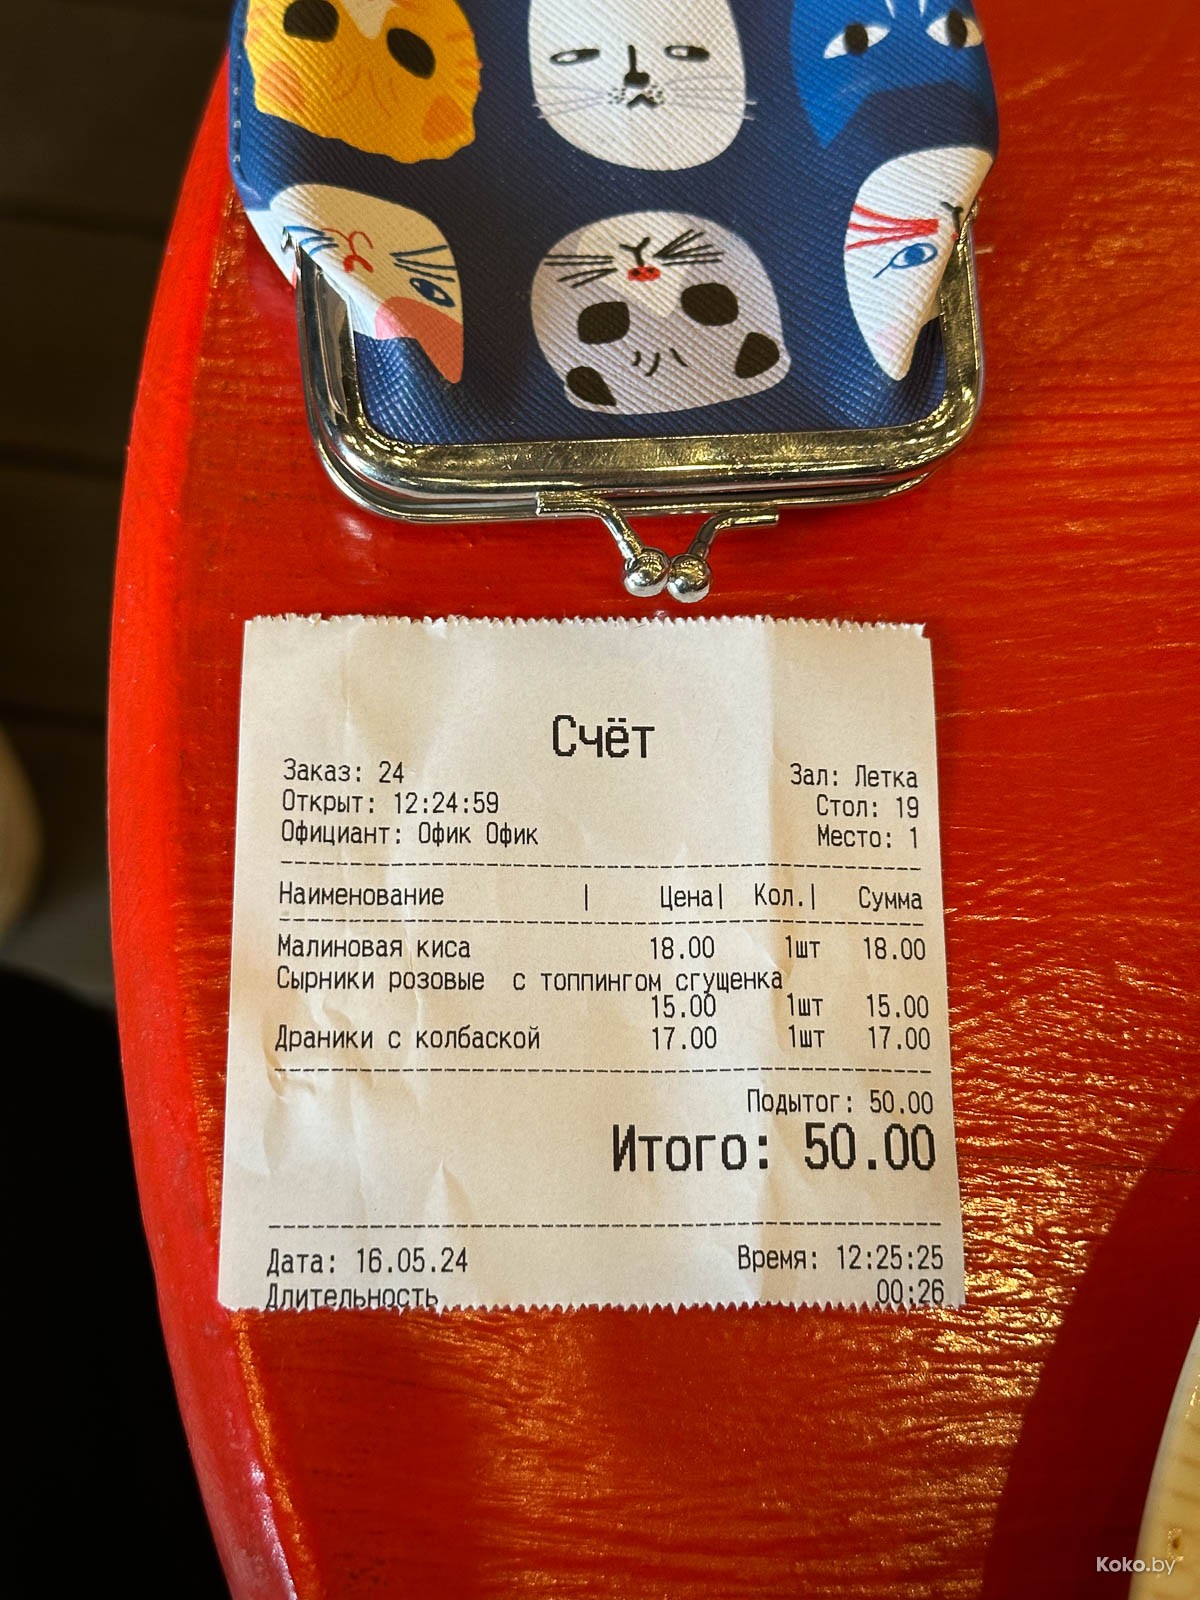 Счёт
Заказ: 24 Зал: Летка
Открыт: 12:24:59 Стол: 19
Официант: Офик Офик Место: 1
Наименование | Цена| Кол.| Сумма
Малиновая киса 18.00 1шт 18.00
Сырники розовые с топпингом сгущенка
15.00 1шт 15.00
Драники с колбаской 17.00 1шт 17.00
Подытог: 50.00
Итого: 50.00
Дата: 16.05.24 Время: 12:25:25
Длительность 00:26
Koko.by